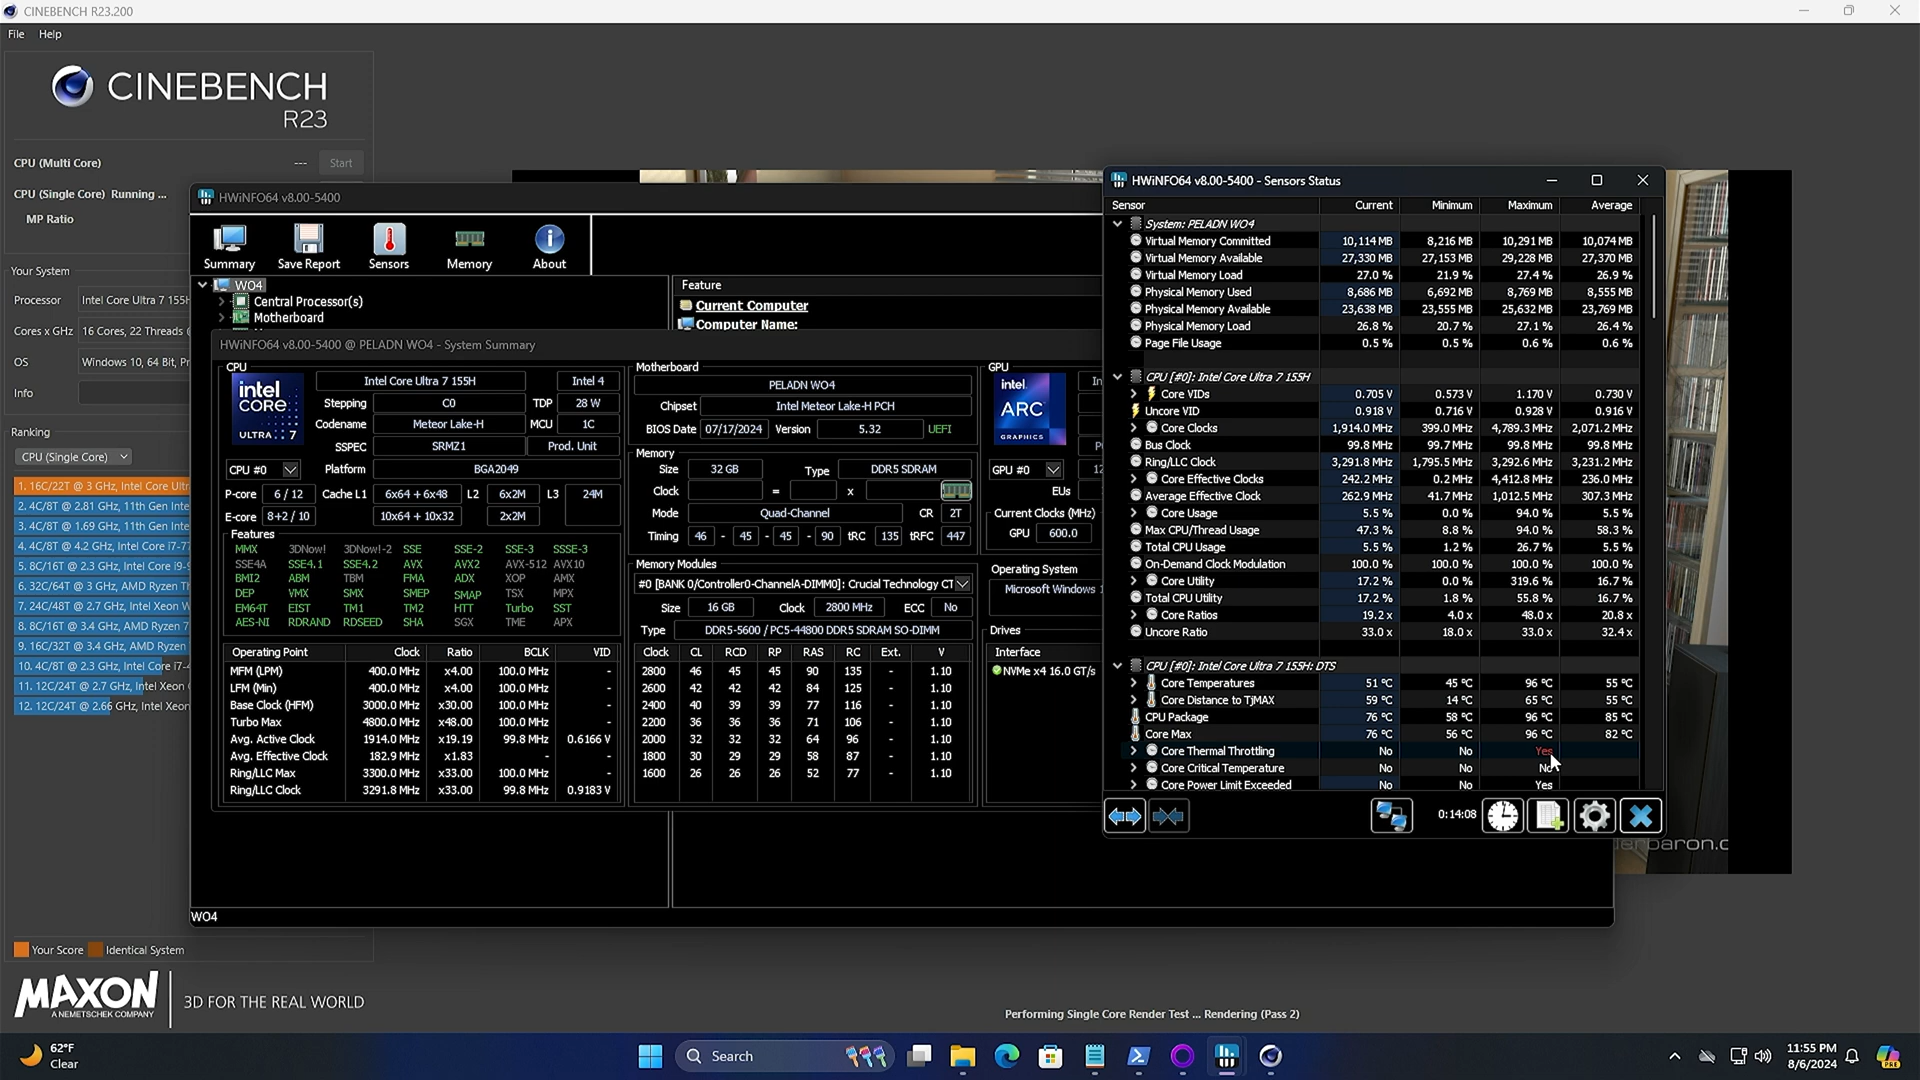 CINEBENCH R23.200
File Help
CINEBENCH
R23
CPU (Multi Core) --- Start
CPU (Single Core) Running ...
MP Ratio
Your System
Processor Intel Core Ultra 7 155H
Cores x GHz 16 Cores, 22 Threads
OS Windows 10, 64 Bit,
Info
Ranking
CPU (Single Core)
1. 16C/22T @ 3 GHz, Intel Core
2. 4C/8T @ 2.81 GHz, 11th Gen
3. 4C/8T @ 1.69 GHz, 11th Gen
4. 4C/8T @ 4.2 GHz, Intel Core
5. 8C/16T @ 2.3 GHz, Intel Core
6. 32C/64T @ 3 GHz, AMD Ryzen
7. 24C/48T @ 2.7 GHz, Intel
8. 8C/16T @ 3.4 GHz, AMD Ryzen 7
9. 16C/32T @ 3.4 GHz, AMD Ryzen
10. 4C/8T @ 2.3 GHz, Intel Core
11. 12C/24T @ 2.7 GHz, Intel Xeon
12. 12C/24T @ 2.66 GHz, Intel Xeon
Your Score Identical System
MAXON
A NEMETSCHEK COMPANY
3D FOR THE REAL WORLD
HWiNFO64 v8.00-5400
Summary Save Report Sensors Memory About
WO4
Central Processor(s)
Motherboard
Feature
Current Computer
Computer Name:
HWiNFO64 v8.00-5400 @ PELADN WO4 - System Summary
CPU
intel
CORE
ULTRA 7
Intel Core Ultra 7 155H Intel 4
Stepping C0 TDP 28 W
Codename Meteor Lake-H MCU 1C
SSPEC SRMZ1 Prod. Unit
CPU #0 Platform BGA2049
P-core 6 / 12 Cache L1 6x64 + 6x48 L2 6x2M L3 24M
E-core 8+2 / 10 10x64 + 10x32 2x2M
Features
MMX 3DNow! 3DNow!-2 SSE SSE-2 SSE-3 SSSE-3
SSE4A SSE4.1 SSE4.2 AVX AVX2 AVX-512 AVX10
BMI2 ABM TBM FMA ADX XOP AMX
DEP VMX SMX SMEP SMAP TSX MPX
EM64T EIST TM1 TM2 HTT Turbo SST
AES-NI RDRAND RDSEED SHA SGX TME APX
Operating Point Clock Ratio BCLK VID
MFM (LPM) 400.0 MHz x4.00 100.0 MHz -
LFM (Min) 400.0 MHz x4.00 100.0 MHz -
Base Clock (HFM) 3000.0 MHz x30.00 100.0 MHz -
Turbo Max 4800.0 MHz x48.00 100.0 MHz -
Avg. Active Clock 1914.0 MHz x19.19 99.8 MHz 0.6166 V
Avg. Effective Clock 182.9 MHz x1.83 - -
Ring/LLC Max 3300.0 MHz x33.00 100.0 MHz -
Ring/LLC Clock 3291.8 MHz x33.00 99.8 MHz 0.9183 V
Motherboard
PELADN WO4
Chipset Intel Meteor Lake-H PCH
BIOS Date 07/17/2024 Version 5.32 UEFI
Memory
Size 32 GB Type DDR5 SDRAM
Clock = x
Mode Quad-Channel CR 2T
Timing 46 - 45 - 45 - 90 tRC 135 tRFC 447
Memory Modules
#0 [BANK 0/Controller0-ChannelA-DIMM0]: Crucial Technology CT
Size 16 GB Clock 2800 MHz ECC No
Type DDR5-5600 / PC5-44800 DDR5 SDRAM SO-DIMM
Clock CL RCD RP RAS RC Ext. V
2800 46 45 45 90 135 - 1.10
2600 42 42 42 84 125 - 1.10
2400 40 39 39 77 116 - 1.10
2200 36 36 36 71 106 - 1.10
2000 32 32 32 64 96 - 1.10
1800 30 29 29 58 87 - 1.10
1600 26 26 26 52 77 - 1.10
GPU
intel
ARC
GRAPHICS
GPU #0
EUs
Current Clocks (MHz)
GPU 600.0
Operating System
Microsoft Windows
Drives
Interface
NVMe x4 16.0 GT/s
WO4
HWiNFO64 v8.00-5400 - Sensors Status
Sensor Current Minimum Maximum Average
System: PELADN WO4
Virtual Memory Committed 10,114 MB 8,216 MB 10,291 MB 10,074 MB
Virtual Memory Available 27,330 MB 27,153 MB 29,228 MB 27,370 MB
Virtual Memory Load 27.0 % 21.9 % 27.4 % 26.9 %
Physical Memory Used 8,686 MB 6,692 MB 8,769 MB 8,555 MB
Physical Memory Available 23,638 MB 23,555 MB 25,632 MB 23,769 MB
Physical Memory Load 26.8 % 20.7 % 27.1 % 26.4 %
Page File Usage 0.5 % 0.5 % 0.6 % 0.6 %
CPU [#0]: Intel Core Ultra 7 155H
Core VIDs 0.705 V 0.573 V 1.170 V 0.730 V
Uncore VID 0.918 V 0.716 V 0.928 V 0.916 V
Core Clocks 1,914.0 MHz 399.0 MHz 4,789.3 MHz 2,071.2 MHz
Bus Clock 99.8 MHz 99.7 MHz 99.8 MHz 99.8 MHz
Ring/LLC Clock 3,291.8 MHz 1,795.5 MHz 3,292.6 MHz 3,231.2 MHz
Core Effective Clocks 242.2 MHz 0.2 MHz 4,412.8 MHz 236.0 MHz
Average Effective Clock 262.9 MHz 41.7 MHz 1,012.5 MHz 307.3 MHz
Core Usage 5.5 % 0.0 % 94.0 % 5.5 %
Max CPU/Thread Usage 47.3 % 8.8 % 94.0 % 58.3 %
Total CPU Usage 5.5 % 1.2 % 26.7 % 5.5 %
On-Demand Clock Modulation 100.0 % 100.0 % 100.0 % 100.0 %
Core Utility 17.2 % 0.0 % 319.6 % 16.7 %
Total CPU Utility 17.2 % 1.8 % 55.8 % 16.7 %
Core Ratios 19.2 x 4.0 x 48.0 x 20.8 x
Uncore Ratio 33.0 x 18.0 x 33.0 x 32.4 x
CPU [#0]: Intel Core Ultra 7 155H: DTS
Core Temperatures 51 °C 45 °C 96 °C 55 °C
Core Distance to TjMAX 59 °C 14 °C 65 °C 55 °C
CPU Package 76 °C 58 °C 96 °C 85 °C
Core Max 76 °C 56 °C 96 °C 82 °C
Core Thermal Throttling No No Yes
Core Critical Temperature No No No
Core Power Limit Exceeded No No Yes
0:14:08
Performing Single Core Render Test ... Rendering (Pass 2)
62°F
Clear
Search
11:55 PM
8/6/2024